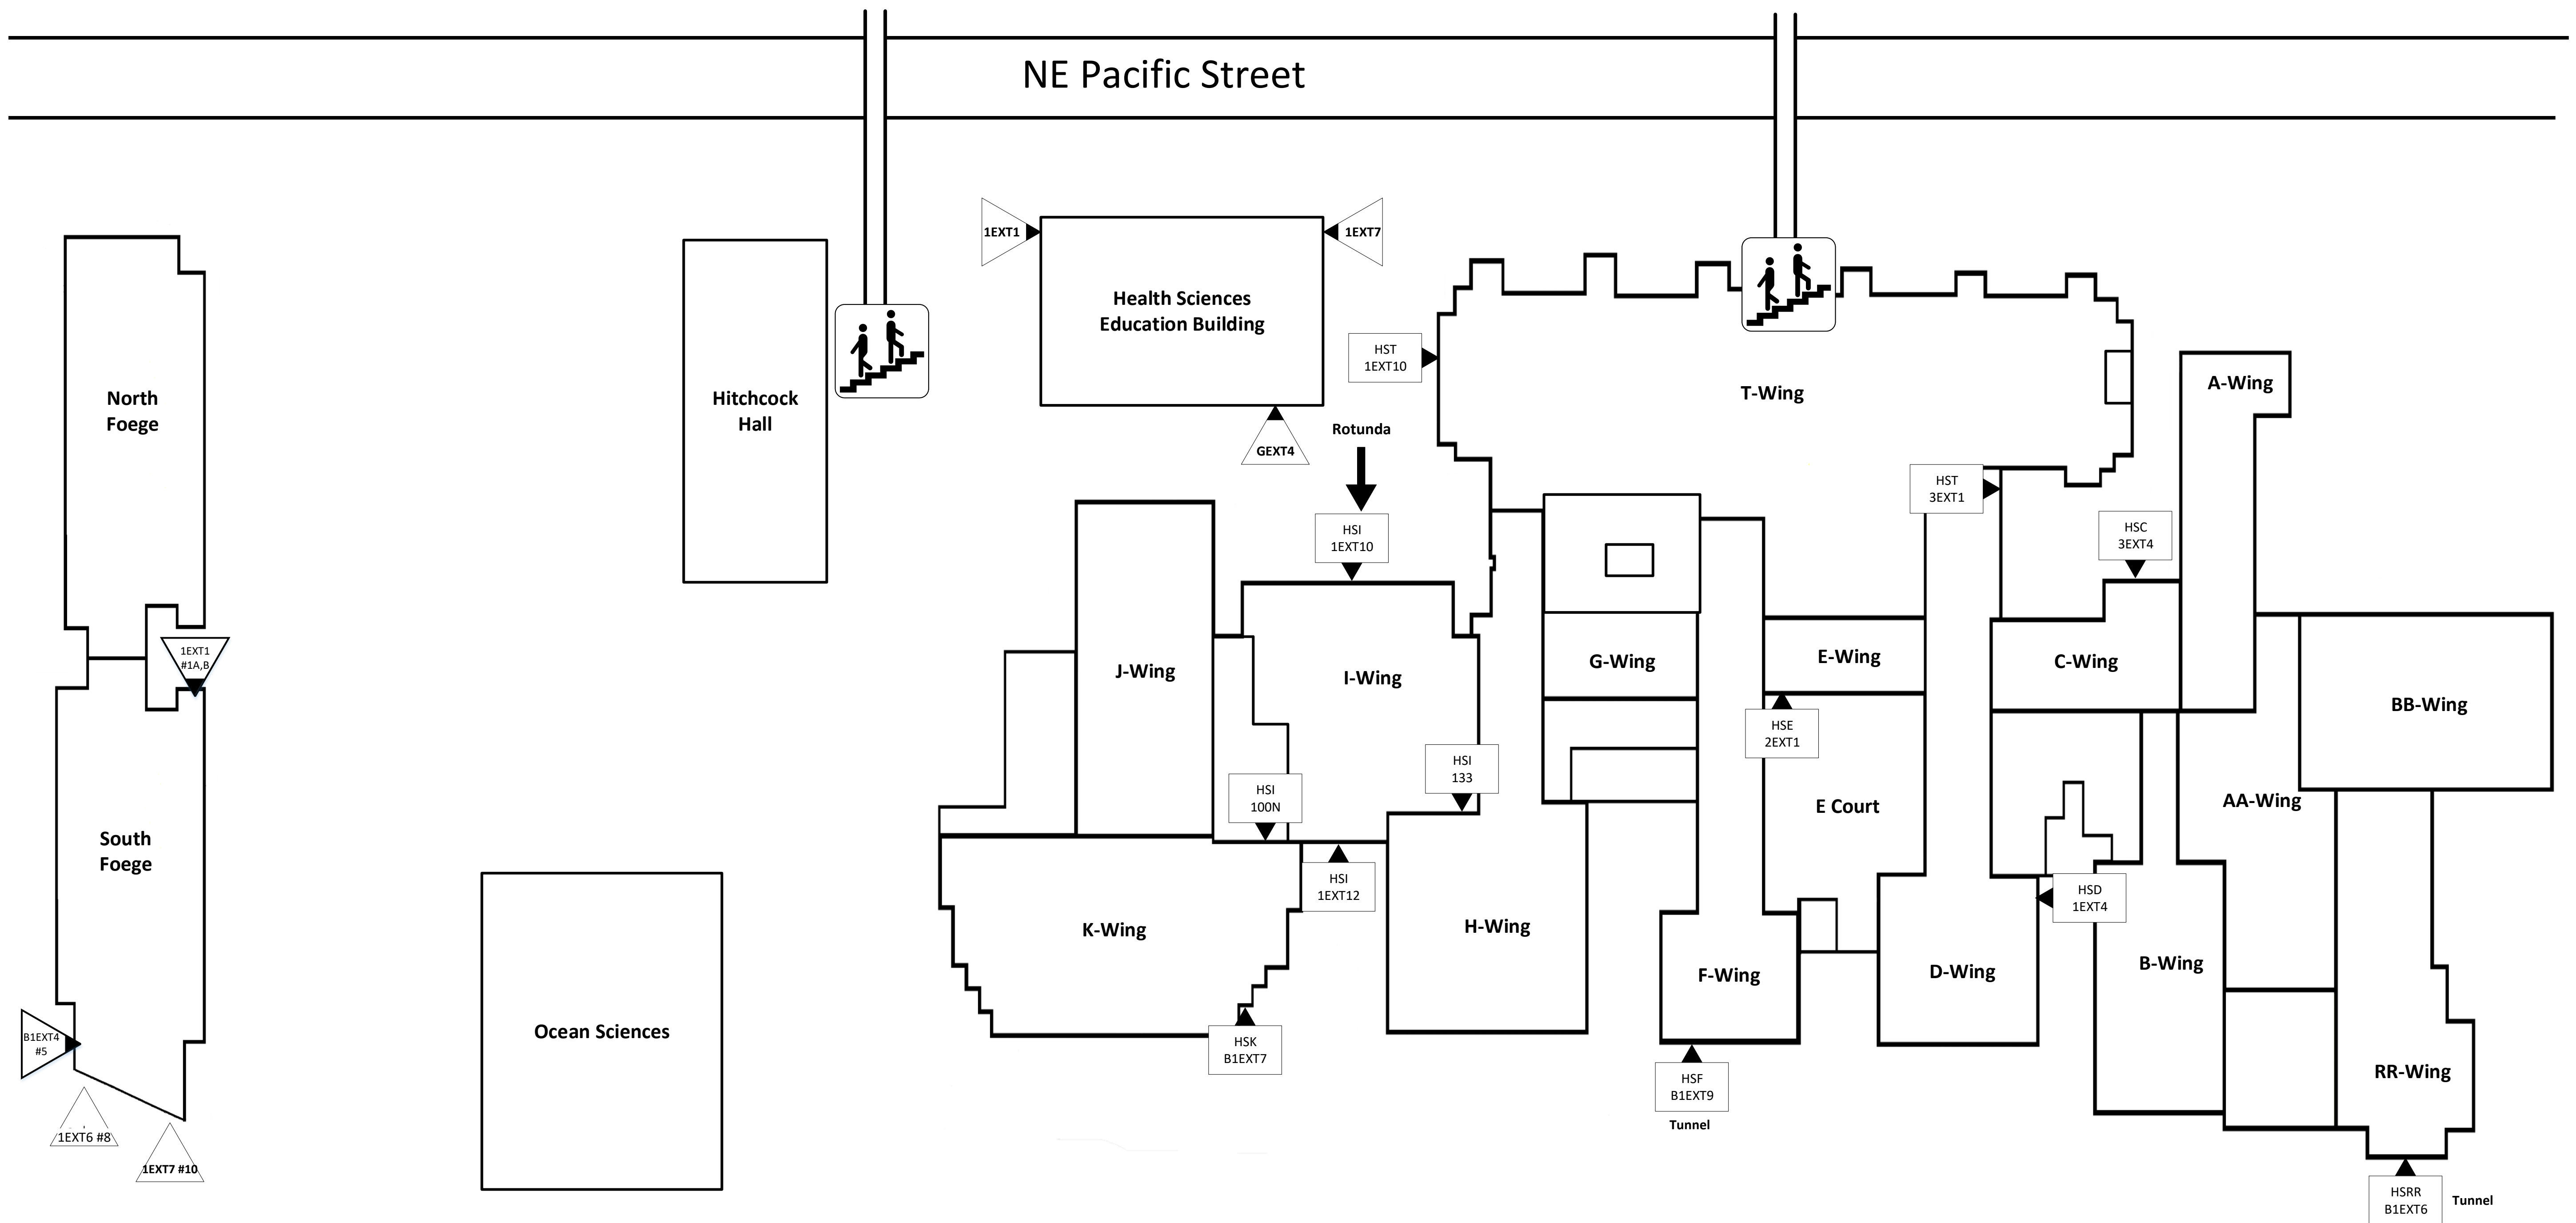 NE Pacific Street
1EXT1
1EXT7
Health Sciences
Education Building
HST
1EXT10
T-Wing
A-Wing
North
Foege
Hitchcock
Hall
Rotunda
GEXT4
HST
3EXT1
HSI
1EXT10
HSC
3EXT4
1EXT1
#1A,B
J-Wing
I-Wing
G-Wing
E-Wing
C-Wing
BB-Wing
HSE
2EXT1
HSI
133
HSI
100N
E Court
AA-Wing
South
Foege
HSI
1EXT12
HSD
1EXT4
K-Wing
H-Wing
F-Wing
D-Wing
B-Wing
Ocean Sciences
B1EXT4
#5
HSK
B1EXT7
HSF
B1EXT9
Tunnel
RR-Wing
1EXT6 #8
1EXT7 #10
HSRR
B1EXT6
Tunnel